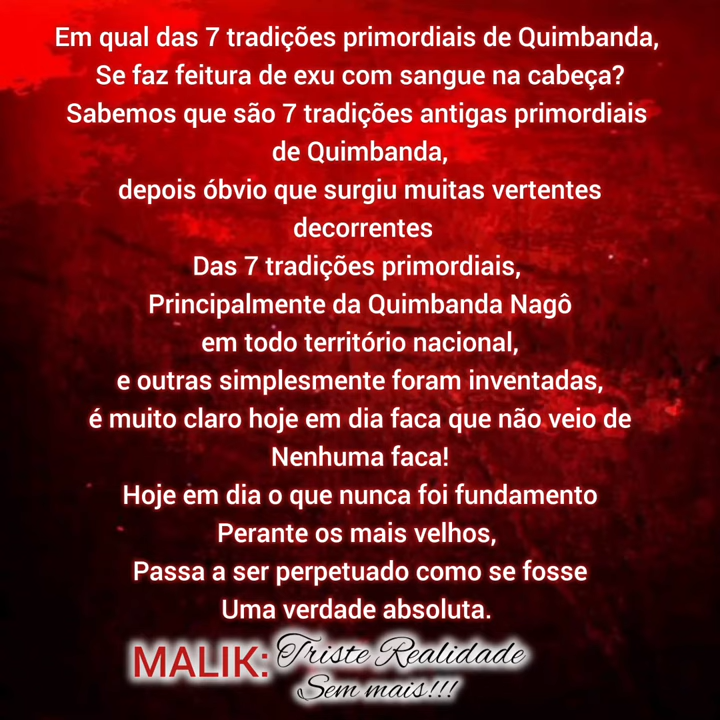 Em qual das 7 tradições primordiais de Quimbanda,
Se faz feitura de exu com sangue na cabeça?
Sabemos que são 7 tradições antigas primordiais
de Quimbanda,
depois óbvio que surgiu muitas vertentes
decorrentes
Das 7 tradições primordiais,
Principalmente da Quimbanda Nagô
em todo território nacional,
e outras simplesmente foram inventadas,
é muito claro hoje em dia faca que não veio de
Nenhuma faca!
Hoje em dia o que nunca foi fundamento
Perante os mais velhos,
Passa a ser perpetuado como se fosse
Uma verdade absoluta.
MALIK: Triste Realidade
Sem mais!!!